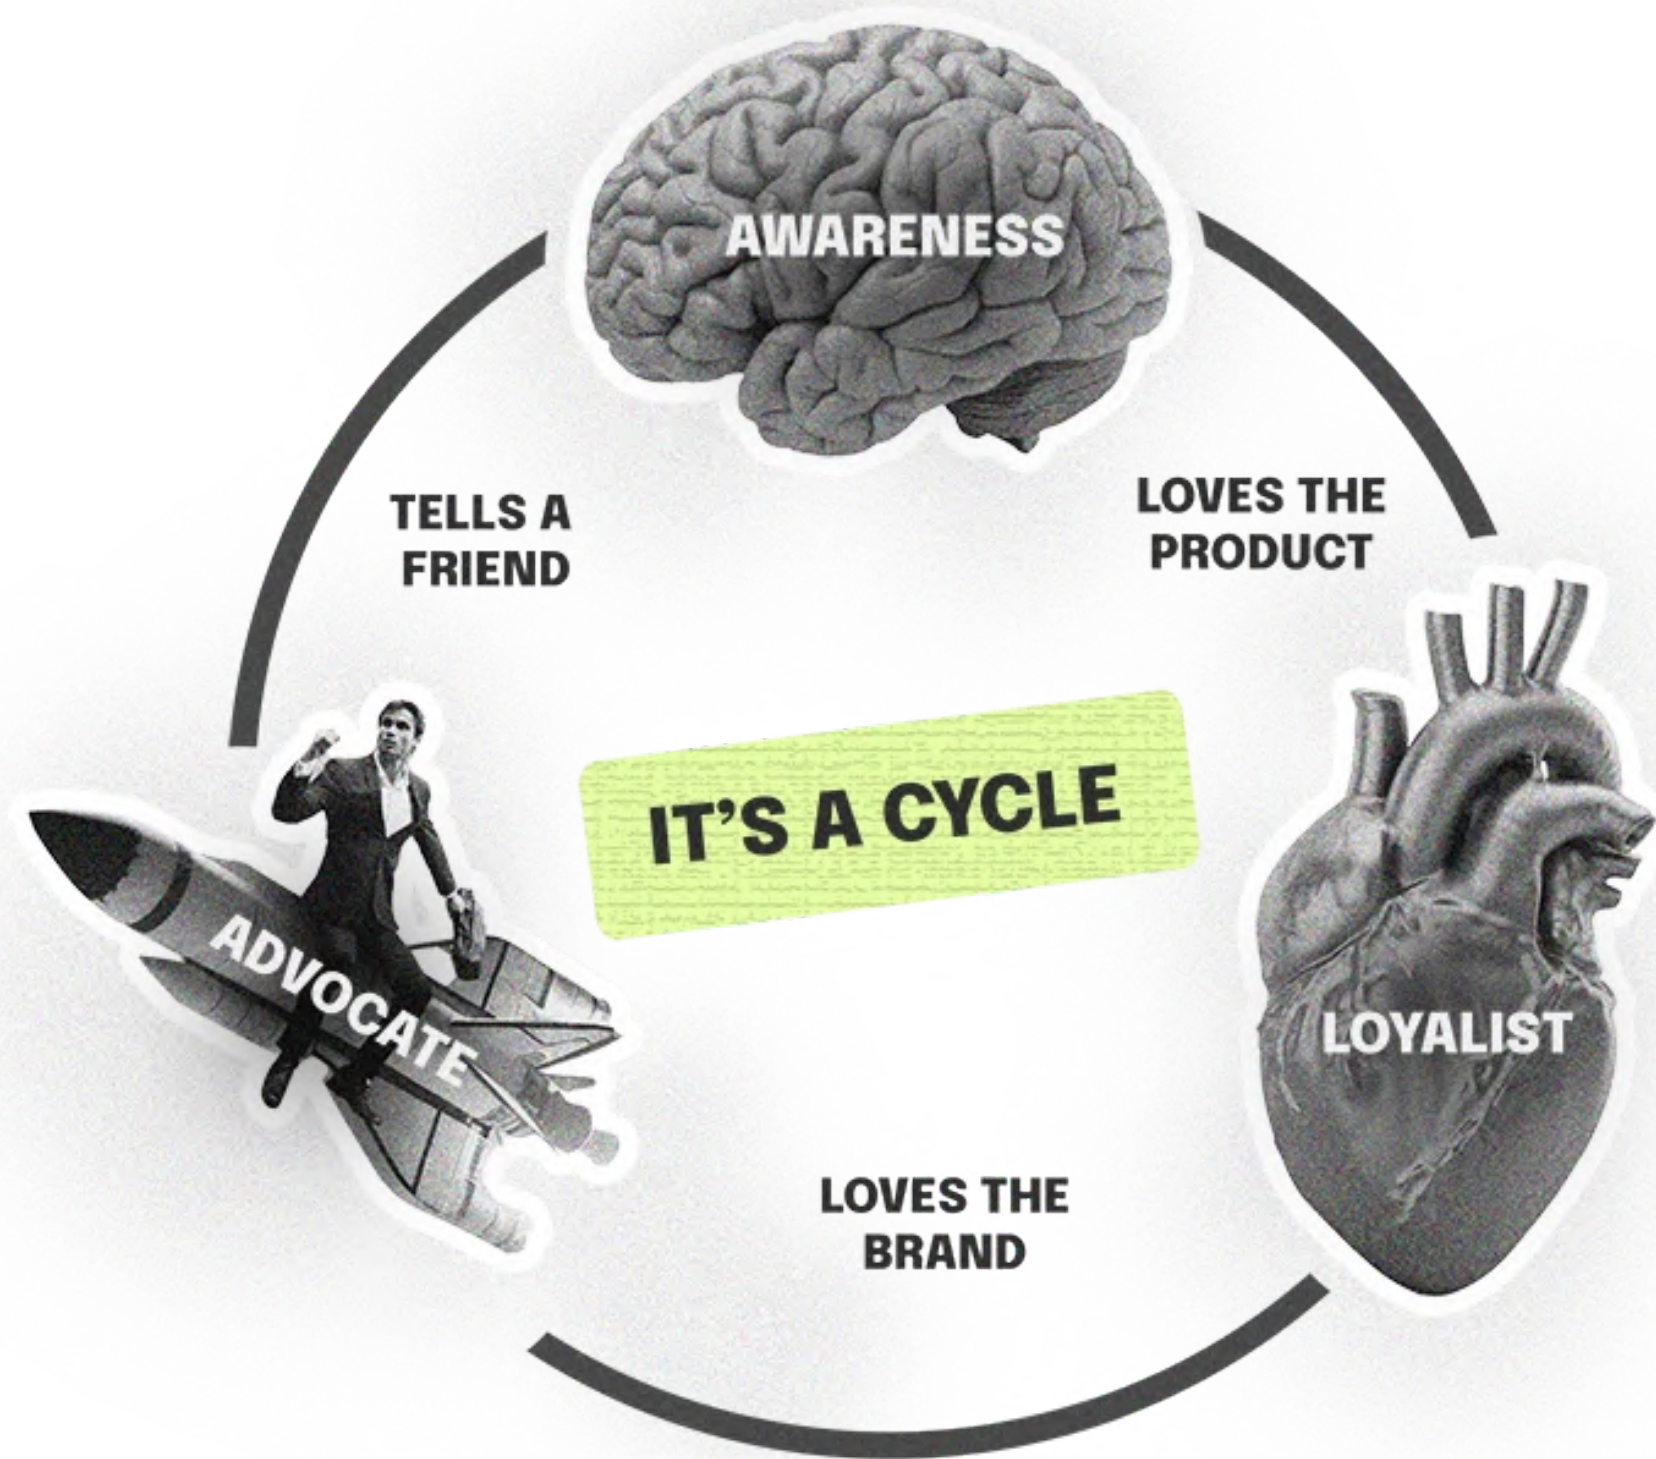 AWARENESS
LOVES THE
PRODUCT
LOYALIST
LOVES THE
BRAND
ADVOCATE
TELLS A
FRIEND
IT'S A CYCLE